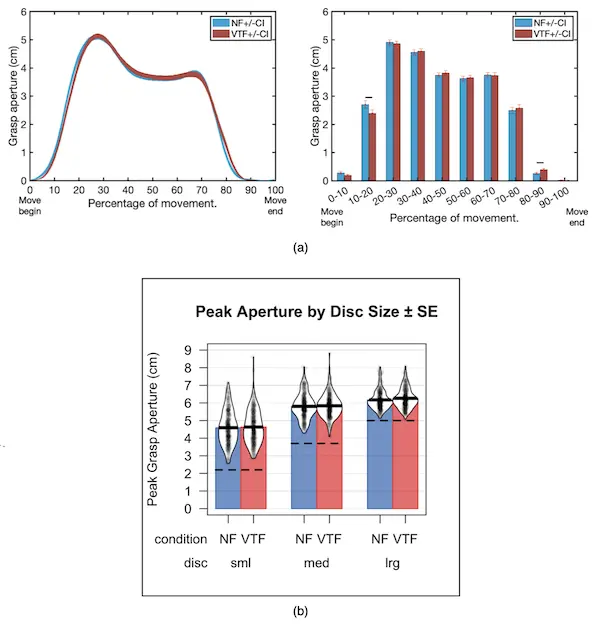 6
5
4
3
2
1
0
Grasp aperture (cm)
NF+/-CI
VTF+/-CI
0 10 20 30 40 50 60 70 80 90 100
Move begin
Percentage of movement.
Move end
6
5
4
3
2
1
0
Grasp aperture (cm)
NF+/-CI
VTF+/-CI
0-10 10-20 20-30 30-40 40-50 50-60 60-70 70-80 80-90 90-100
Move begin
Percentage of movement.
Move end
(a)
Peak Aperture by Disc Size ± SE
Peak Grasp Aperture (cm)
9
8
7
6
5
4
3
2
1
0
condition NF VTF NF VTF NF VTF
disc sml med lrg
(b)